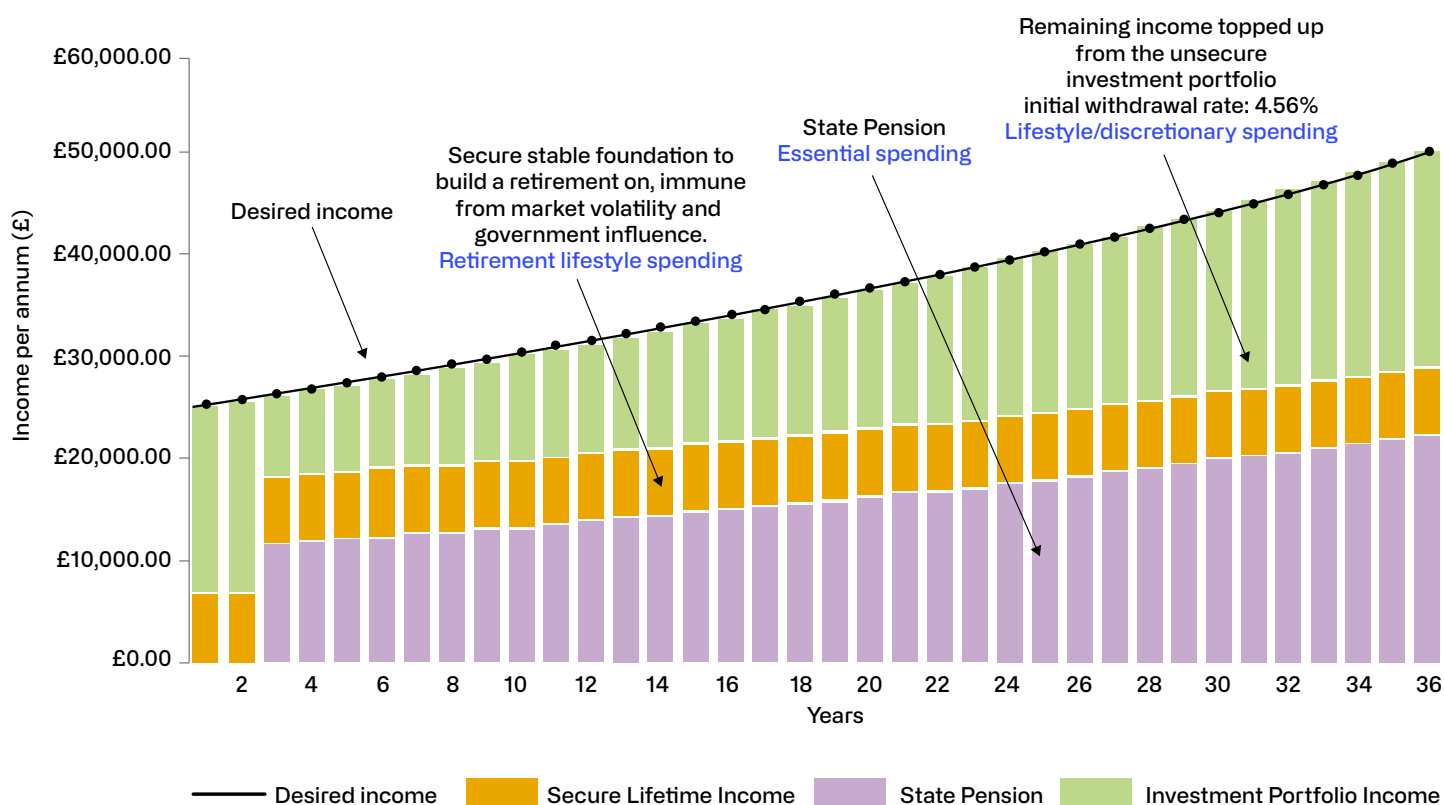 Remaining income topped up
from the unsecure
investment portfolio
initial withdrawal rate: 4.56%
Lifestyle/discretionary spending
State Pension
Essential spending
Secure stable foundation to
build a retirement on, immune
from market volatility and
government influence.
Retirement lifestyle spending
Desired income
Income per annum (£)
£60,000.00
£50,000.00
£40,000.00
£30,000.00
£20,000.00
£10,000.00
£0.00
2 4 6 8 10 12 14 16 18 20 22 24 26 28 30 32 34 36
Years
Desired income Secure Lifetime Income State Pension Investment Portfolio Income